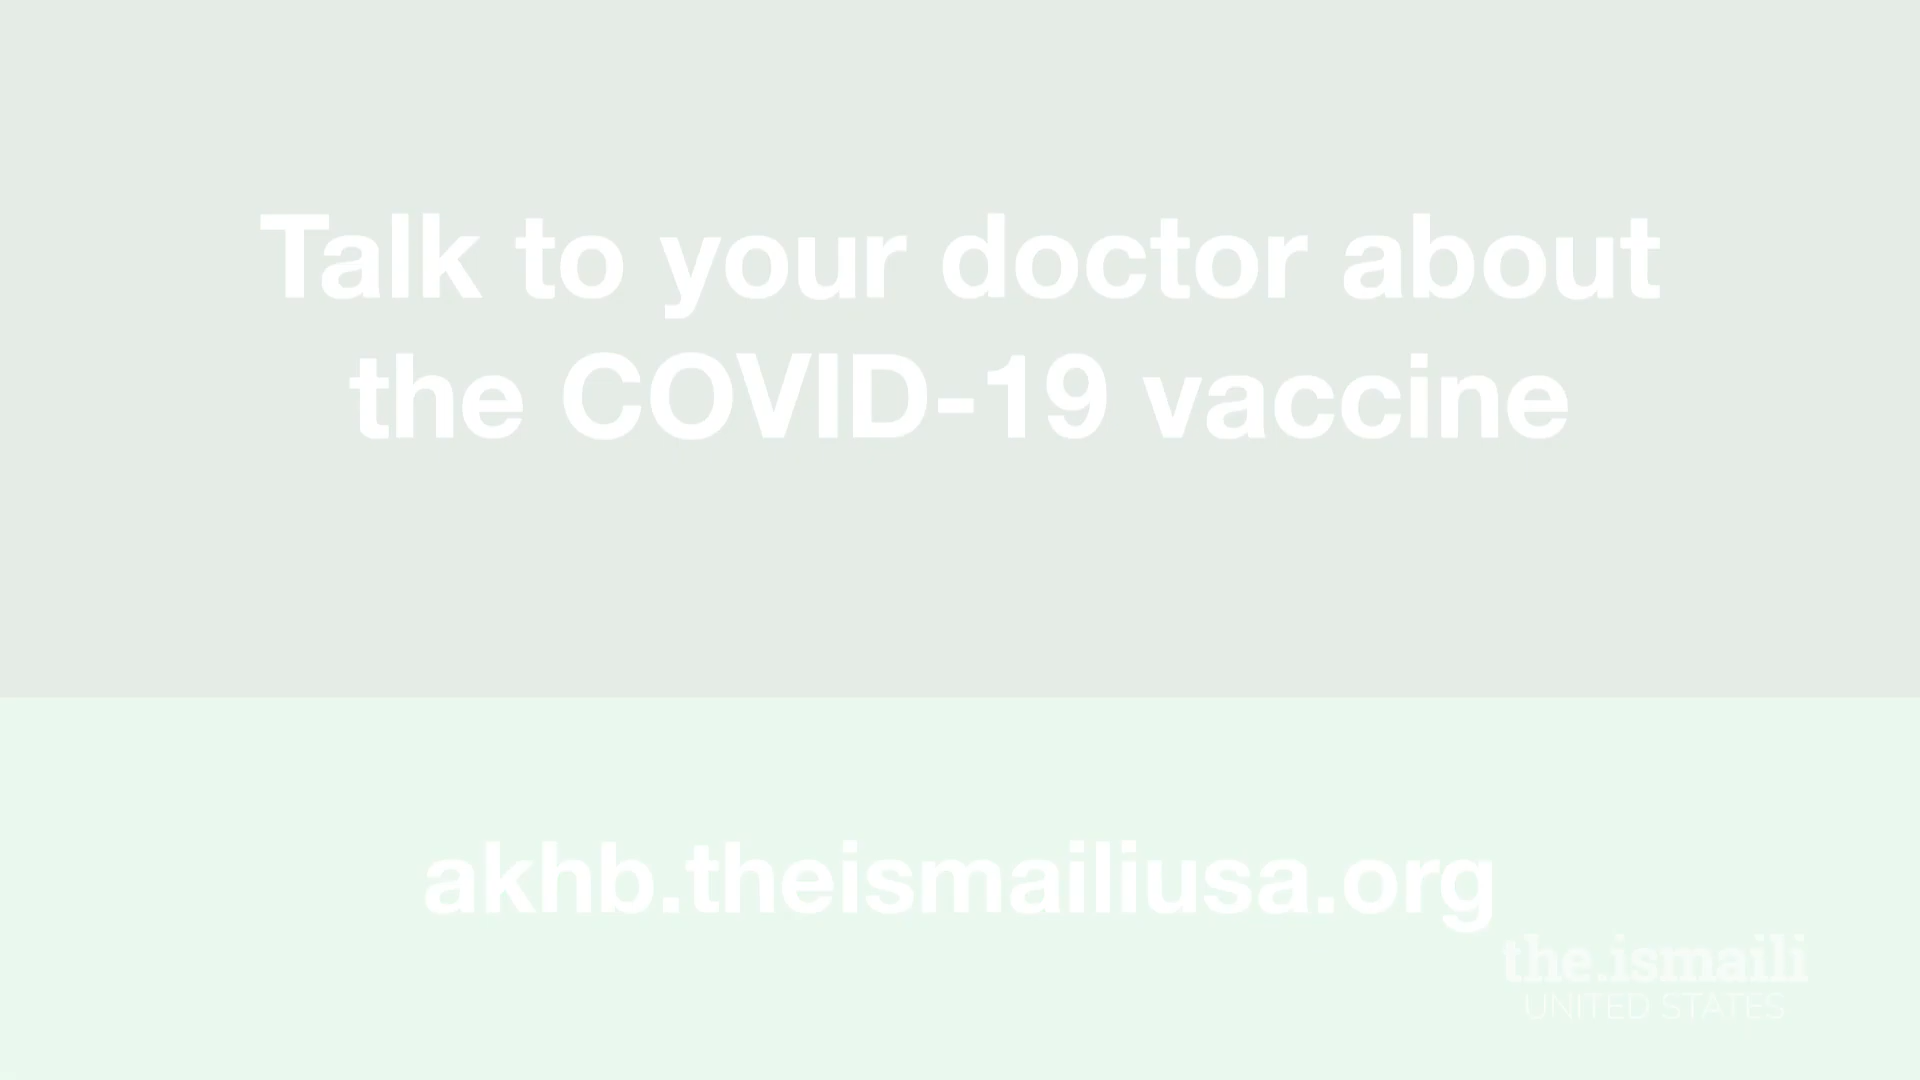 Talk to your doctor about
the COVID-19 vaccine
akhb.theismailiusa.org
the.ismaili
UNITED STATES